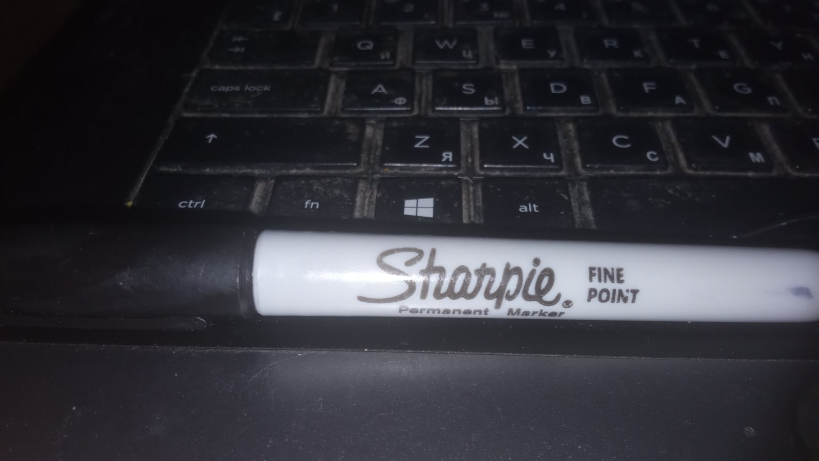 Q Й W Ц E У R К T Е Y Н
caps lock A Ф S Ы D В F А G П
Z Я X Ч C С V М
ctrl fn alt
Sharpie® FINE
POINT
Permanent Marker